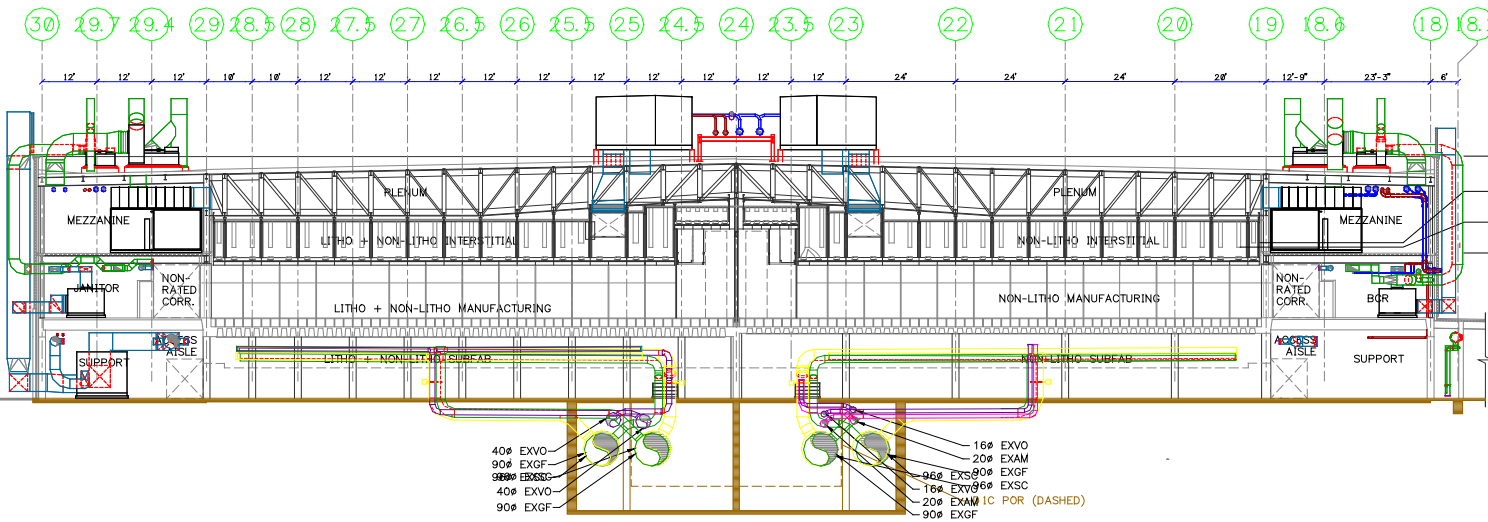 30 29.7 29.4 29 28.5 28 27.5 27 26.5 26 25.5 25 24.5 24 23.5 23 22 21 20 19 18.6 18
12' 12' 12' 10' 10' 12' 12' 12' 12' 12' 12' 12' 12' 12' 12' 24' 24' 24' 20' 12'-9" 23'-3" 6'
PLENUM PLENUM
MEZZANINE MEZZANINE
LITHO + NON-LITHO INTERSTITIAL NON-LITHO INTERSTITIAL
JANITOR
NON-
RATED
CORR.
LITHO + NON-LITHO MANUFACTURING
NON-LITHO MANUFACTURING
NON-
RATED
CORR.
BCR
ACCESS
AISLE
SUPPORT
LITHO + NON-LITHO SUBFAB
NON-LITHO SUBFAB
ACCESS
AISLE
SUPPORT
40ø EXVO
90ø EXGF
40ø EXVO
90ø EXGF
16ø EXVO
20ø EXAM
90ø EXGF
96ø EXSC
96ø EXSC
16ø EXVO
20ø EXAM
90ø EXGF
1C POR (DASHED)